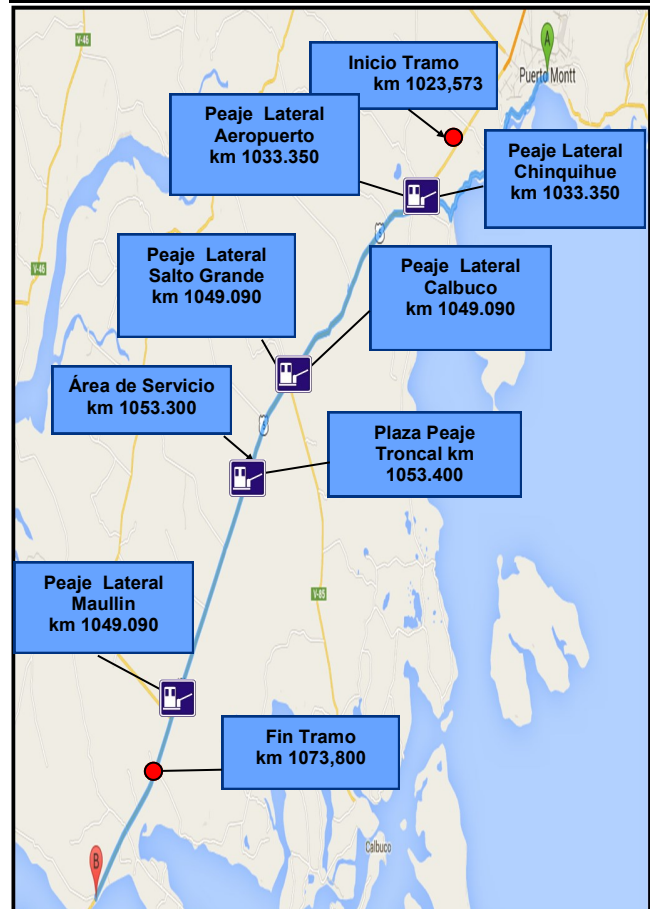 V-46
A
Puerto Montt
Inicio Tramo
km 1023,573
Peaje Lateral
Aeropuerto
km 1033.350
Peaje Lateral
Chinquihue
km 1033.350
5
V-46
Peaje Lateral
Salto Grande
km 1049.090
Peaje Lateral
Calbuco
km 1049.090
Área de Servicio
km 1053.300
5
Plaza Peaje
Troncal km
1053.400
Peaje Lateral
Maullin
km 1049.090
V-85
Fin Tramo
km 1073,800
Calbuco
B